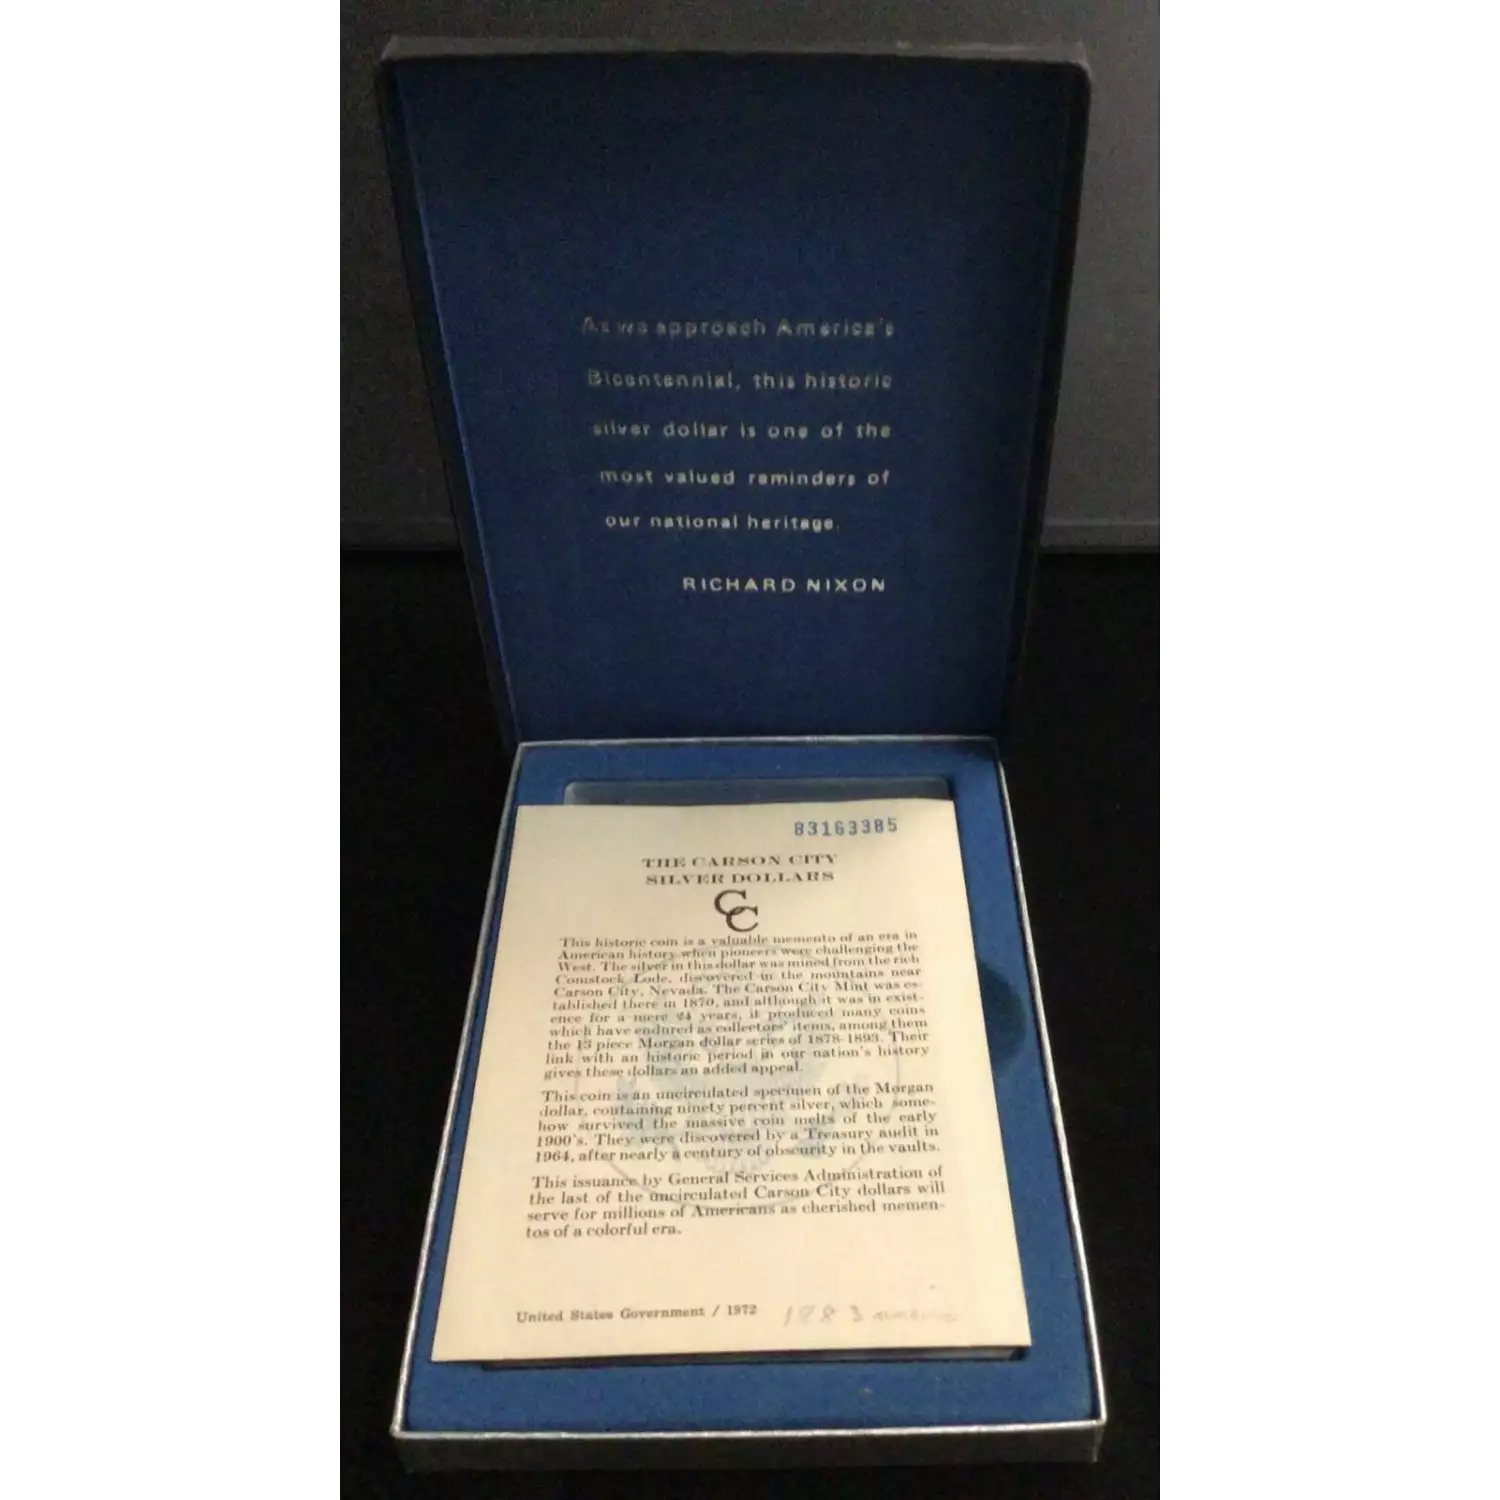 As we approach America's
Bicentennial, this historic
silver dollar is one of the
most valued reminders of
our national heritage.
RICHARD NIXON
83163385
THE CARSON CITY
SILVER DOLLARS
CC
This historic coin is a valuable memento of an era in
American history when pioneers were challenging the
West. The silver in this dollar was mined from the rich
Comstock Lode, discovered in the mountains near
Carson City, Nevada. The Carson City Mint was es-
tablished there in 1870, and although it was in exist-
ence for a mere 24 years, it produced many coins
which have endured as collectors' items, among them
the 13 piece Morgan dollar series of 1878-1893. Their
link with an historic period in our nation's history
gives these dollars an added appeal.
This coin is an uncirculated specimen of the Morgan
dollar, containing ninety percent silver, which some-
how survived the massive coin melts of the early
1900's. They were discovered by a Treasury audit in
1964, after nearly a century of obscurity in the vaults.
This issuance by General Services Administration of
the last of the uncirculated Carson City dollars will
serve for millions of Americans as cherished memen-
tos of a colorful era.
United States Government / 1972 1883